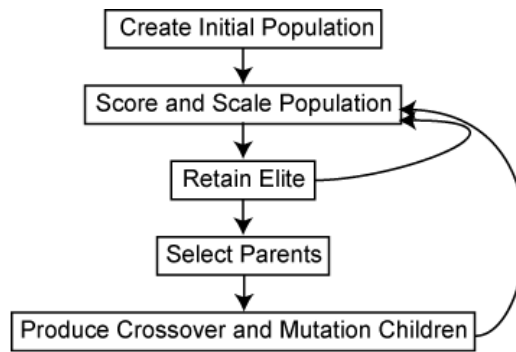 Create Initial Population
Score and Scale Population
Retain Elite
Select Parents
Produce Crossover and Mutation Children